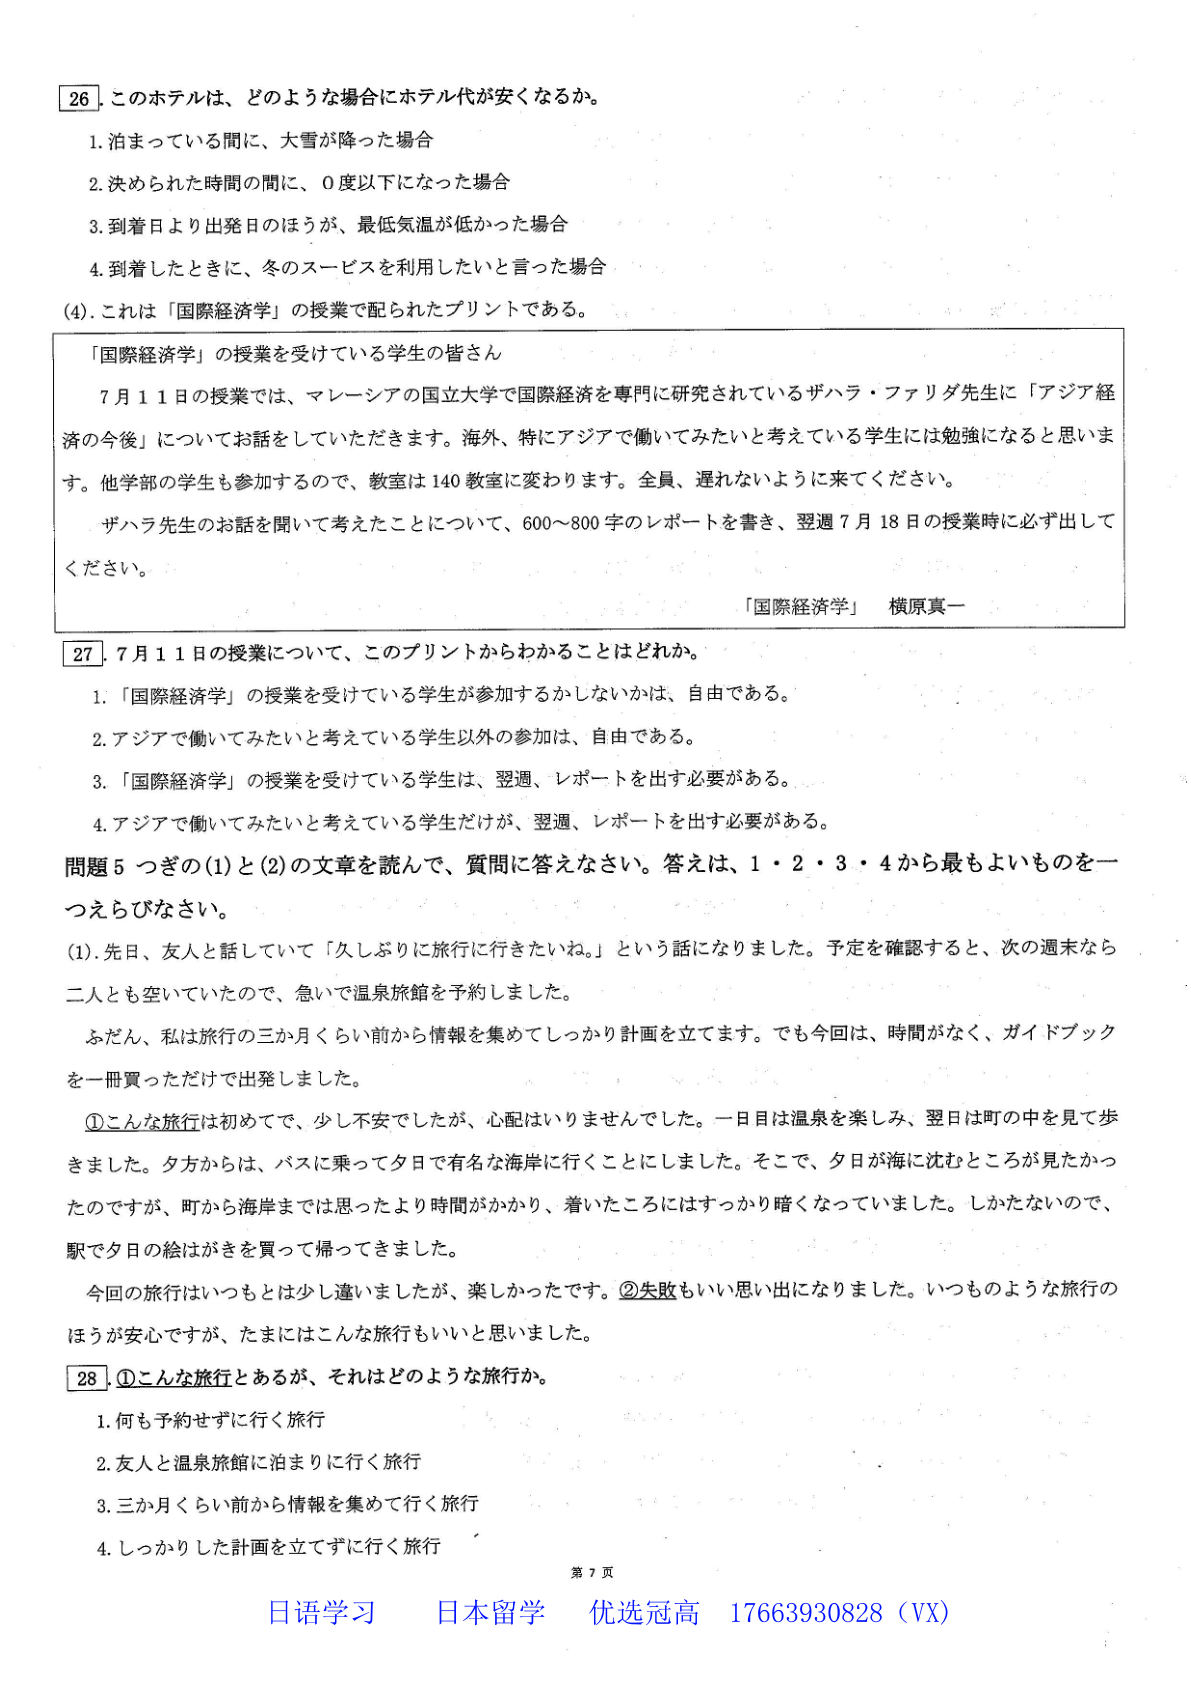 26.このホテルは、どのような場合にホテル代が安くなるか。
1.泊まっている間に、大雪が降った場合
2.決められた時間の間に、０度以下になった場合
3.到着日より出発日のほうが、最低気温が低かった場合
4.到着したときに、冬のスービスを利用したいと言った場合
(4).これは「国際経済学」の授業で配られたプリントである。
「国際経済学」の授業を受けている学生の皆さん
７月１１日の授業では、マレーシアの国立大学で国際経済を専門に研究されているザハラ・ファリダ先生に「アジア経
済の今後」についてお話をしていただきます。海外、特にアジアで働いてみたいと考えている学生には勉強になると思いま
す。他学部の学生も参加するので、教室は140教室に変わります。全員、遅れないように来てください。
ザハラ先生のお話を聞いて考えたことについて、600～800字のレポートを書き、翌週7月18日の授業時に必ず出して
ください。
「国際経済学」　横原真一
27.７月１１日の授業について、このプリントからわかることはどれか。
1.「国際経済学」の授業を受けている学生が参加するかしないかは、自由である。
2.アジアで働いてみたいと考えている学生以外の参加は、自由である。
3.「国際経済学」の授業を受けている学生は、翌週、レポートを出す必要がある。
4.アジアで働いてみたいと考えている学生だけが、翌週、レポートを出す必要がある。
問題5 つぎの(1)と(2)の文章を読んで、質問に答えなさい。答えは、1・2・3・4から最もよいものを一
つえらびなさい。
(1).先日、友人と話していて「久しぶりに旅行に行きたいね。」という話になりました。予定を確認すると、次の週末なら
二人とも空いていたので、急いで温泉旅館を予約しました。
ふだん、私は旅行の三か月くらい前から情報を集めてしっかり計画を立てます。でも今回は、時間がなく、ガイドブック
を一冊買っただけで出発しました。
①こんな旅行は初めてで、少し不安でしたが、心配はいりませんでした。一日目は温泉を楽しみ、翌日は町の中を見て歩
きました。夕方からは、バスに乗って夕日で有名な海岸に行くことにしました。そこで、夕日が海に沈むところが見たかっ
たのですが、町から海岸までは思ったより時間がかかり、着いたころにはすっかり暗くなっていました。しかたないので、
駅で夕日の絵はがきを買って帰ってきました。
今回の旅行はいつもとは少し違いましたが、楽しかったです。②失敗もいい思い出になりました。いつものような旅行の
ほうが安心ですが、たまにはこんな旅行もいいと思いました。
28.①こんな旅行とあるが、それはどのような旅行か。
1.何も予約せずに行く旅行
2.友人と温泉旅館に泊まりに行く旅行
3.三か月くらい前から情報を集めて行く旅行
4.しっかりした計画を立てずに行く旅行
第 7 页
日语学习　日本留学　优选冠高　17663930828（VX）